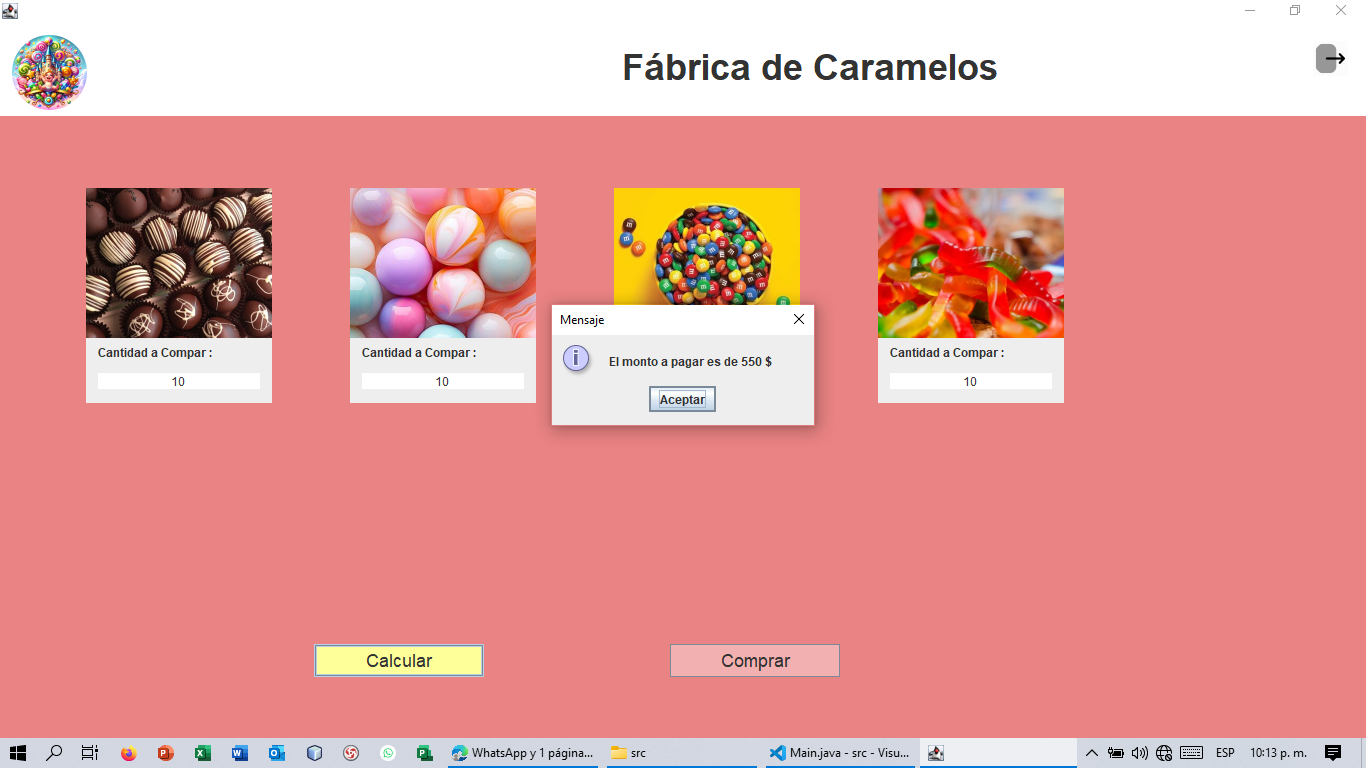 Fábrica de Caramelos
Mensaje
El monto a pagar es de 550 $
Aceptar
Cantidad a Compar :
10
Cantidad a Compar :
10
Cantidad a Compar :
10
Calcular
Comprar
WhatsApp y 1 página...
src
Main.java - src - Visu...
ESP
10:13 p. m.